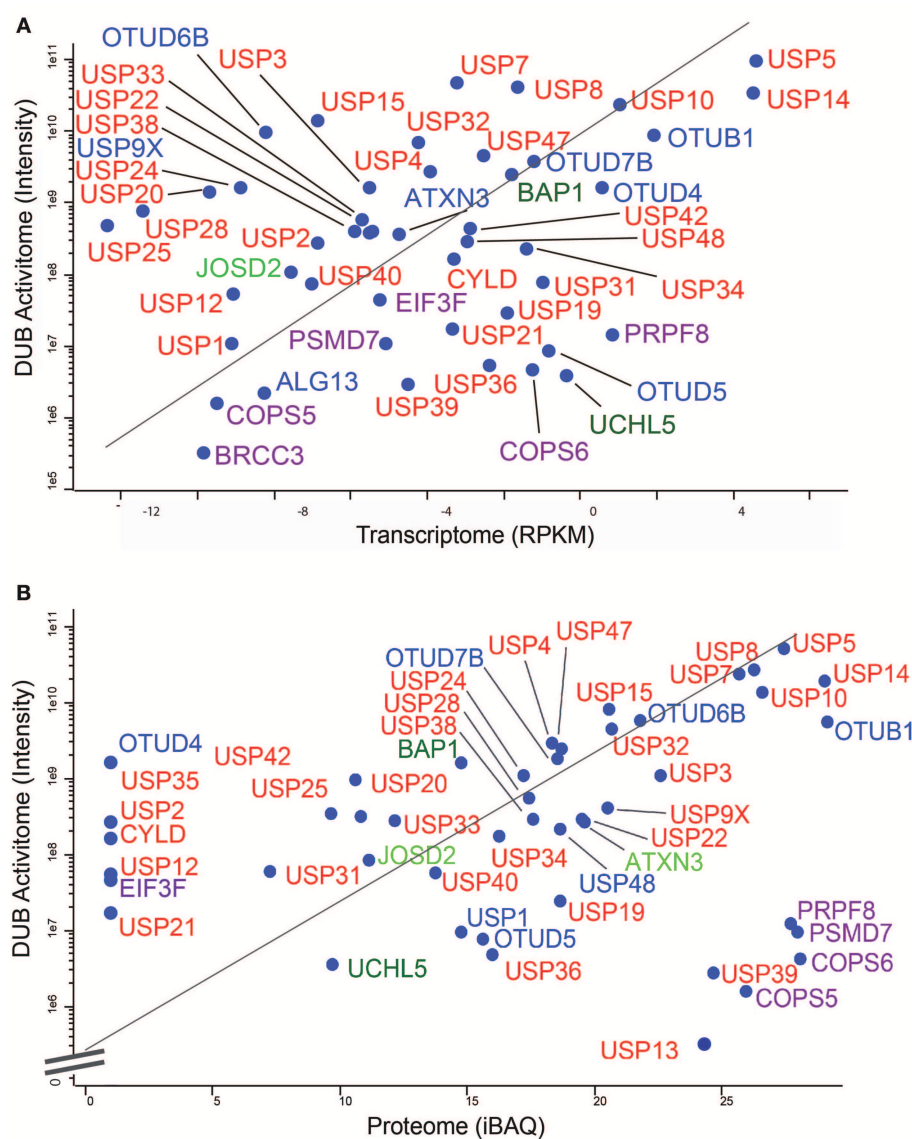 A
OTUD6B
USP3
USP7
USP5
USP33
USP8
USP22
USP15
USP10
USP14
USP38
USP32
USP9X
USP47
OTUB1
USP24
USP4
OTUD7B
USP20
ATXN3
BAP1
OTUD4
USP28
USP42
USP25
USP2
USP48
JOSD2
USP40
CYLD
USP31
USP34
USP12
EIF3F
USP19
USP1
PSMD7
USP21
PRPF8
ALG13
USP36
OTUD5
COPS5
USP39
UCHL5
BRCC3
COPS6
DUB Activitome (Intensity)
1e11
1e10
1e9
1e8
1e7
1e6
1e5
- -12 -8 -4 0 4
Transcriptome (RPKM)
B
USP47
USP4
OTUD7B
USP8
USP5
USP24
USP7
USP14
USP28
USP15
USP10
USP38
OTUD6B
OTUB1
BAP1
USP32
OTUD4
USP42
USP35
USP25
USP20
USP3
USP2
USP9X
CYLD
USP33
USP22
USP12
JOSD2
USP34
ATXN3
EIF3F
USP31
USP40
USP48
USP21
USP1
USP19
OTUD5
PRPF8
PSMD7
UCHL5
USP36
COPS6
USP39
COPS5
USP13
DUB Activitome (Intensity)
1e11
1e10
1e9
1e8
1e7
1e6
0
0 5 10 15 20 25
Proteome (iBAQ)